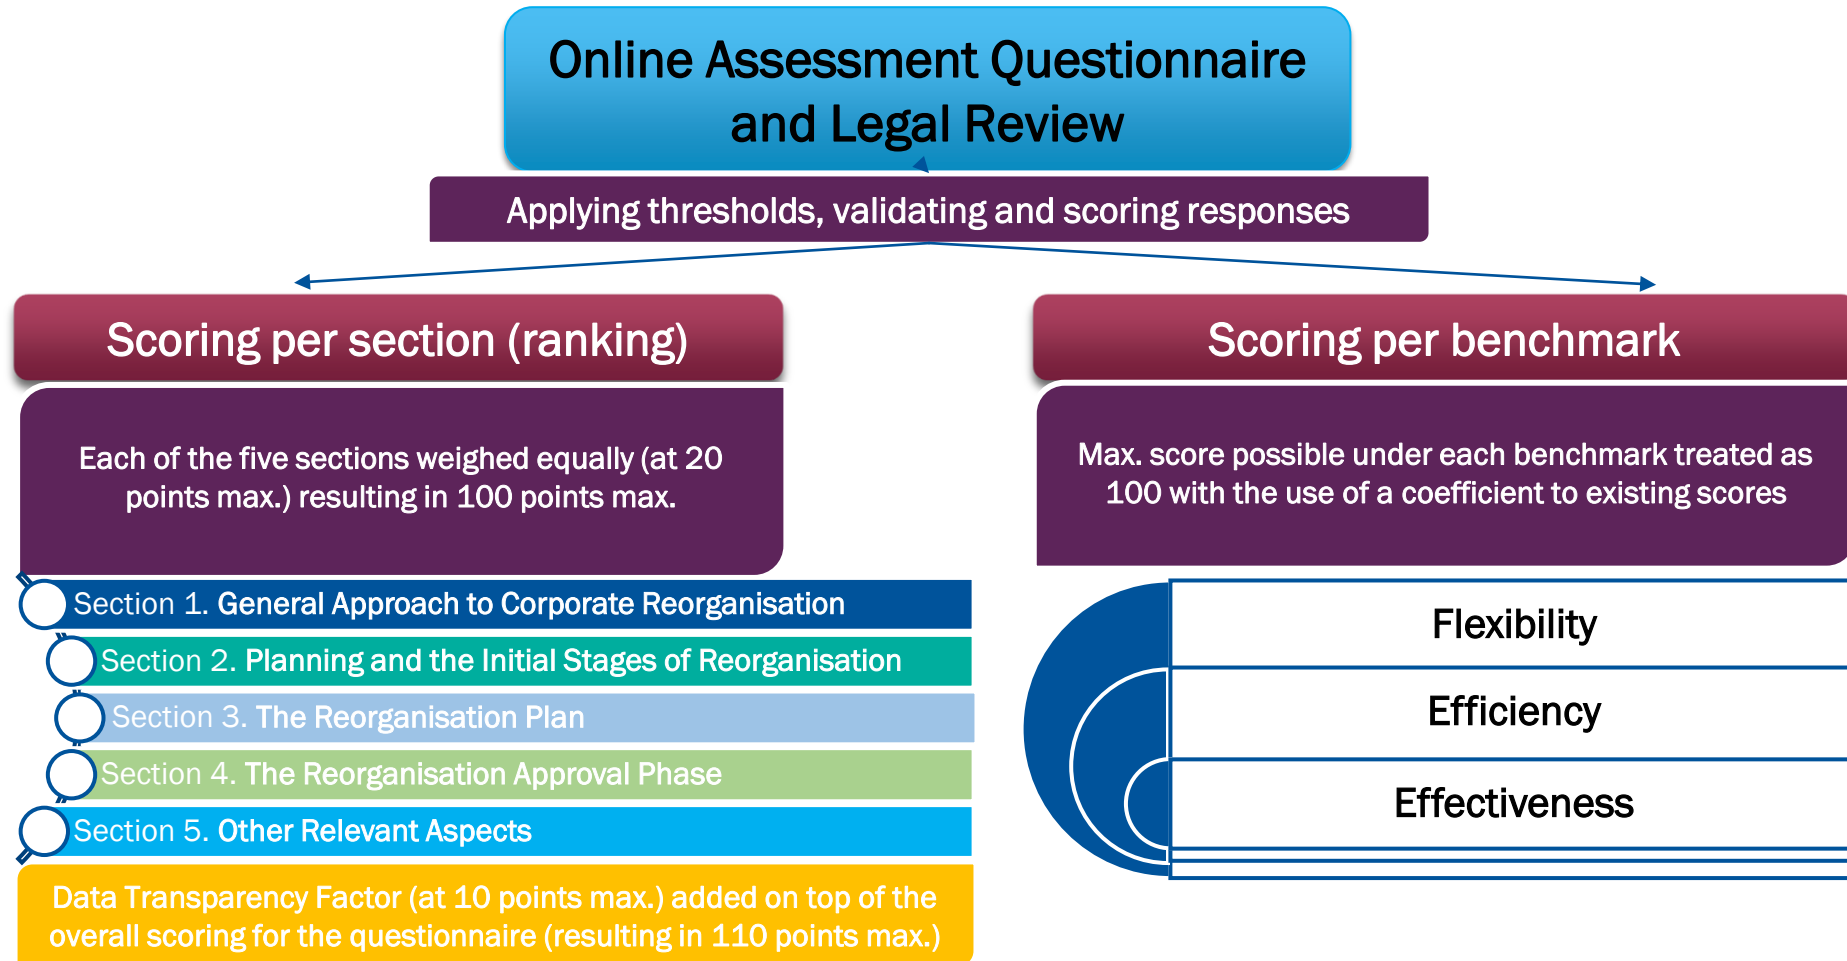 Online Assessment Questionnaire
and Legal Review
Applying thresholds, validating and scoring responses
Scoring per section (ranking)
Each of the five sections weighed equally (at 20
points max.) resulting in 100 points max.
Section 1. General Approach to Corporate Reorganisation
Section 2. Planning and the Initial Stages of Reorganisation
Section 3. The Reorganisation Plan
Section 4. The Reorganisation Approval Phase
Section 5. Other Relevant Aspects
Data Transparency Factor (at 10 points max.) added on top of the
overall scoring for the questionnaire (resulting in 110 points max.)
Scoring per benchmark
Max. score possible under each benchmark treated as
100 with the use of a coefficient to existing scores
Flexibility
Efficiency
Effectiveness